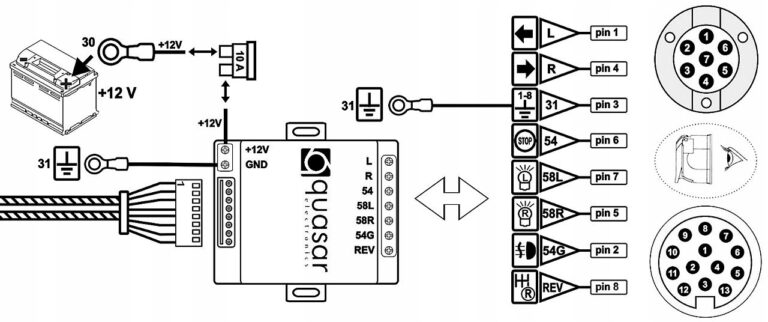 30
+12V
+12 V
10 A
+12V
31
31
1
+12V
GND
quasar
electronics
L
R
54
58L
58R
54G
REV
L pin 1
R pin 4
1-8
31 pin 3
STOP 54 pin 6
L 58L pin 7
R 58R pin 5
54G pin 2
R REV pin 8
1
2 6
7
3 5
4
8
9 7
10 1 6
11 2 4 5
12 3 13